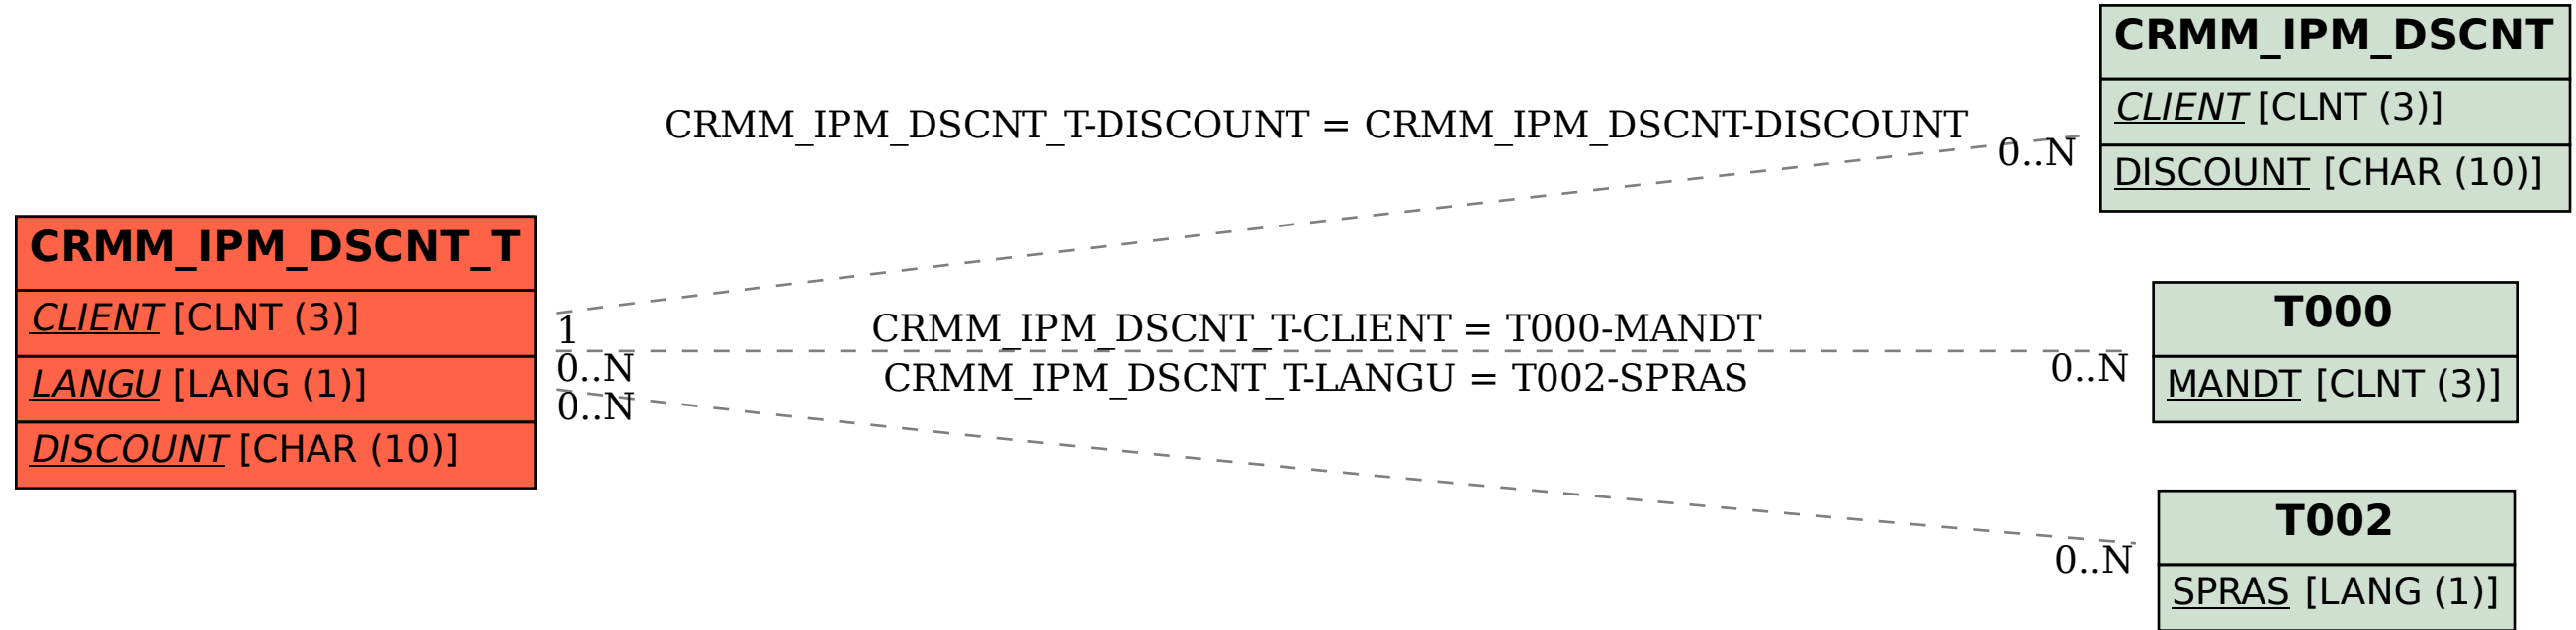 CRMM_IPM_DSCNT
CLIENT [CLNT (3)]
DISCOUNT [CHAR (10)]
CRMM_IPM_DSCNT_T-DISCOUNT = CRMM_IPM_DSCNT-DISCOUNT
0..N
CRMM_IPM_DSCNT_T
CLIENT [CLNT (3)]
LANGU [LANG (1)]
DISCOUNT [CHAR (10)]
1
0..N
0..N
CRMM_IPM_DSCNT_T-CLIENT = T000-MANDT
CRMM_IPM_DSCNT_T-LANGU = T002-SPRAS
0..N
T000
MANDT [CLNT (3)]
0..N
T002
SPRAS [LANG (1)]